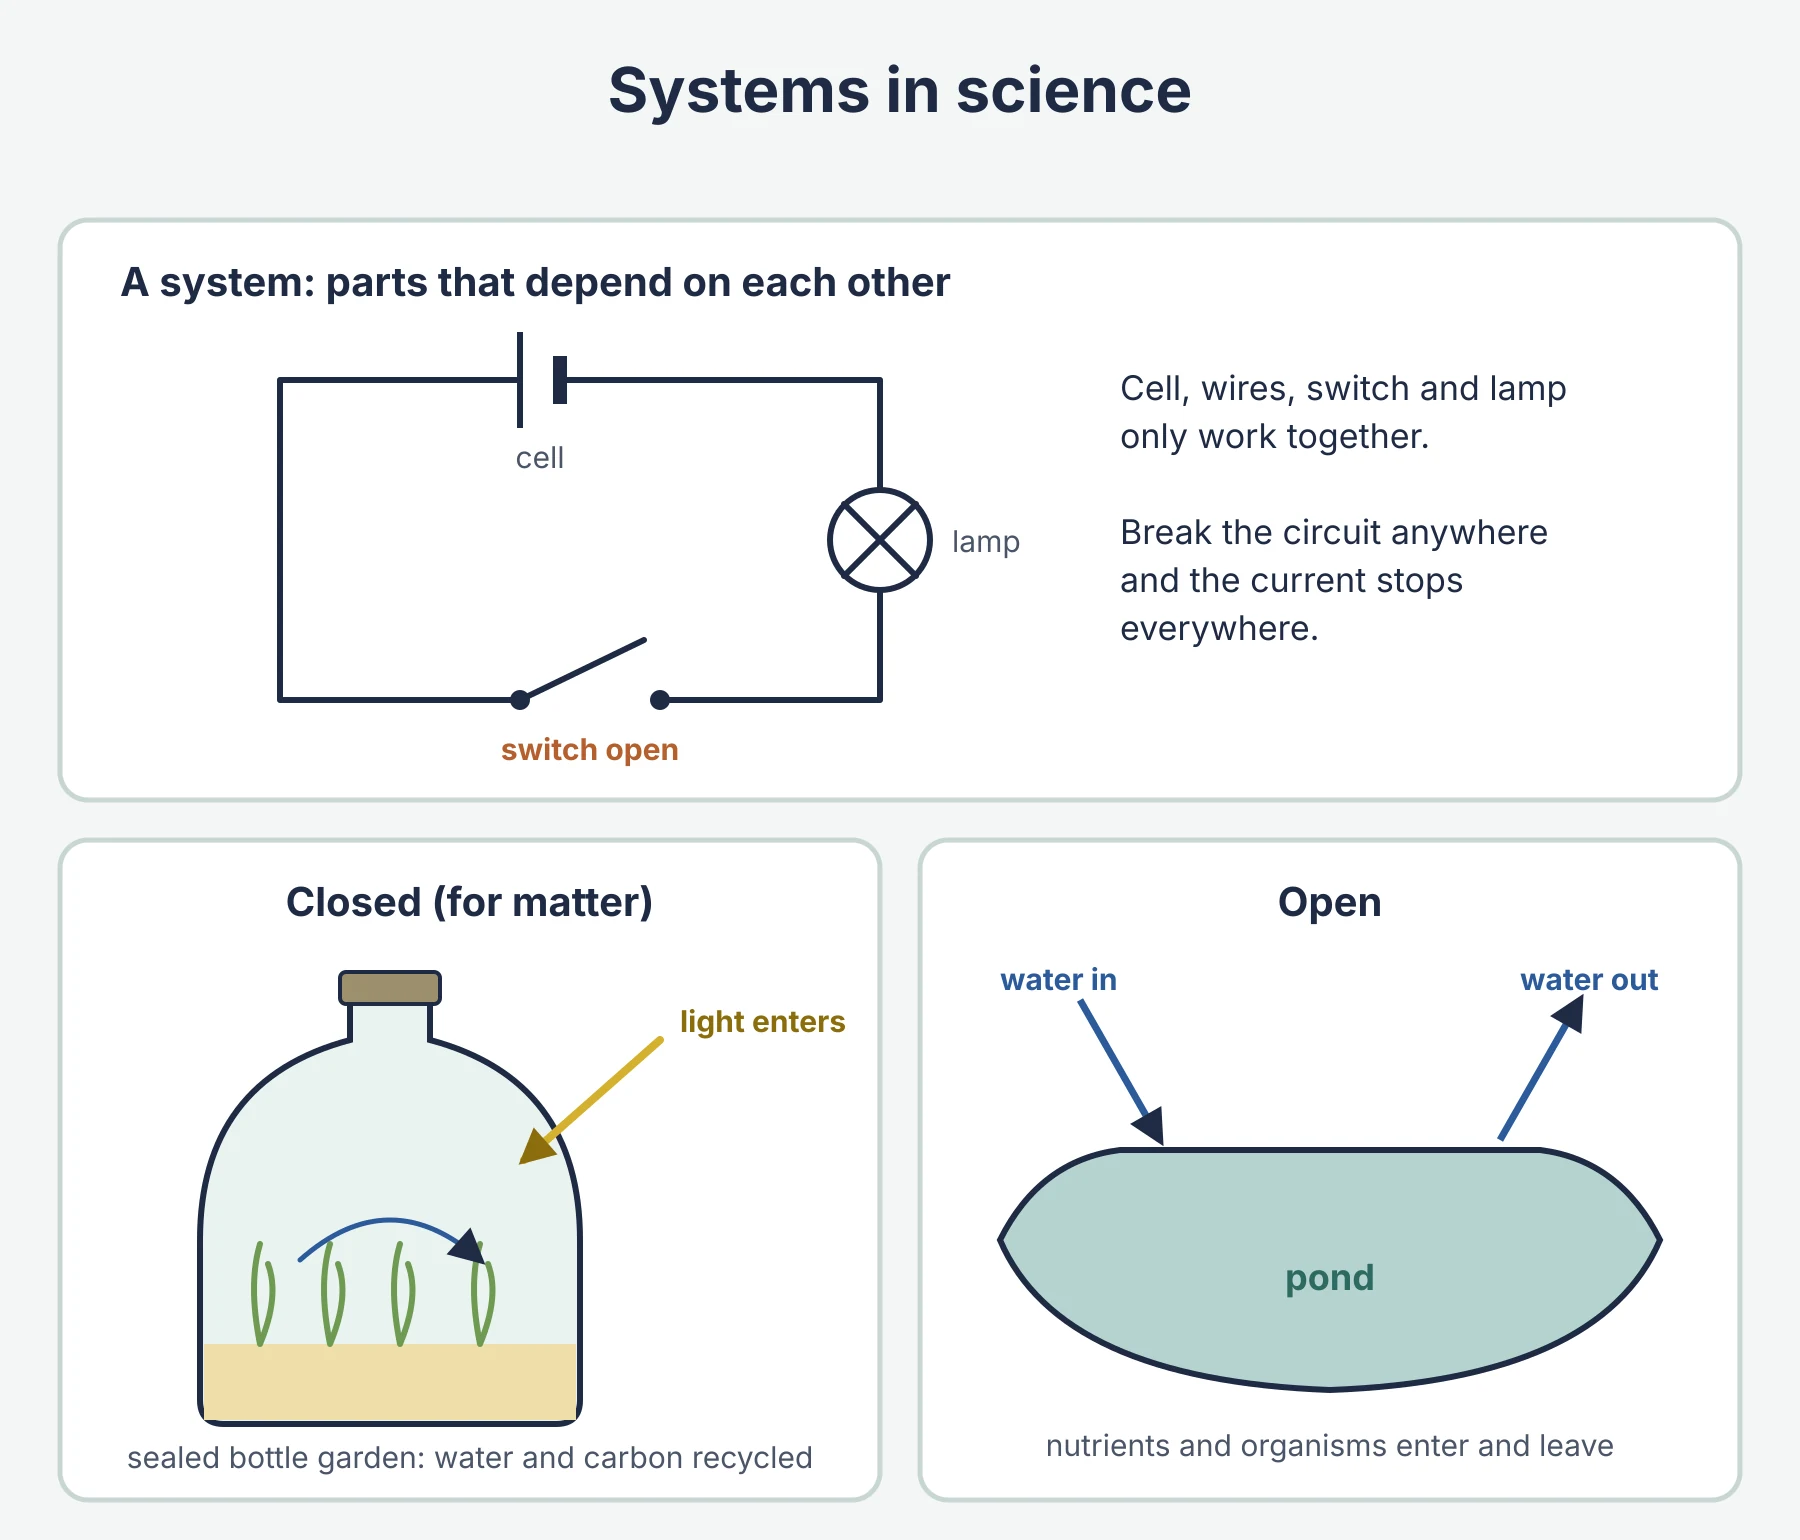 Systems in science
A system: parts that depend on each other
cell
lamp
switch open
Cell, wires, switch and lamp
only work together.
Break the circuit anywhere
and the current stops
everywhere.
Closed (for matter)
light enters
sealed bottle garden: water and carbon recycled
Open
water in
water out
pond
nutrients and organisms enter and leave